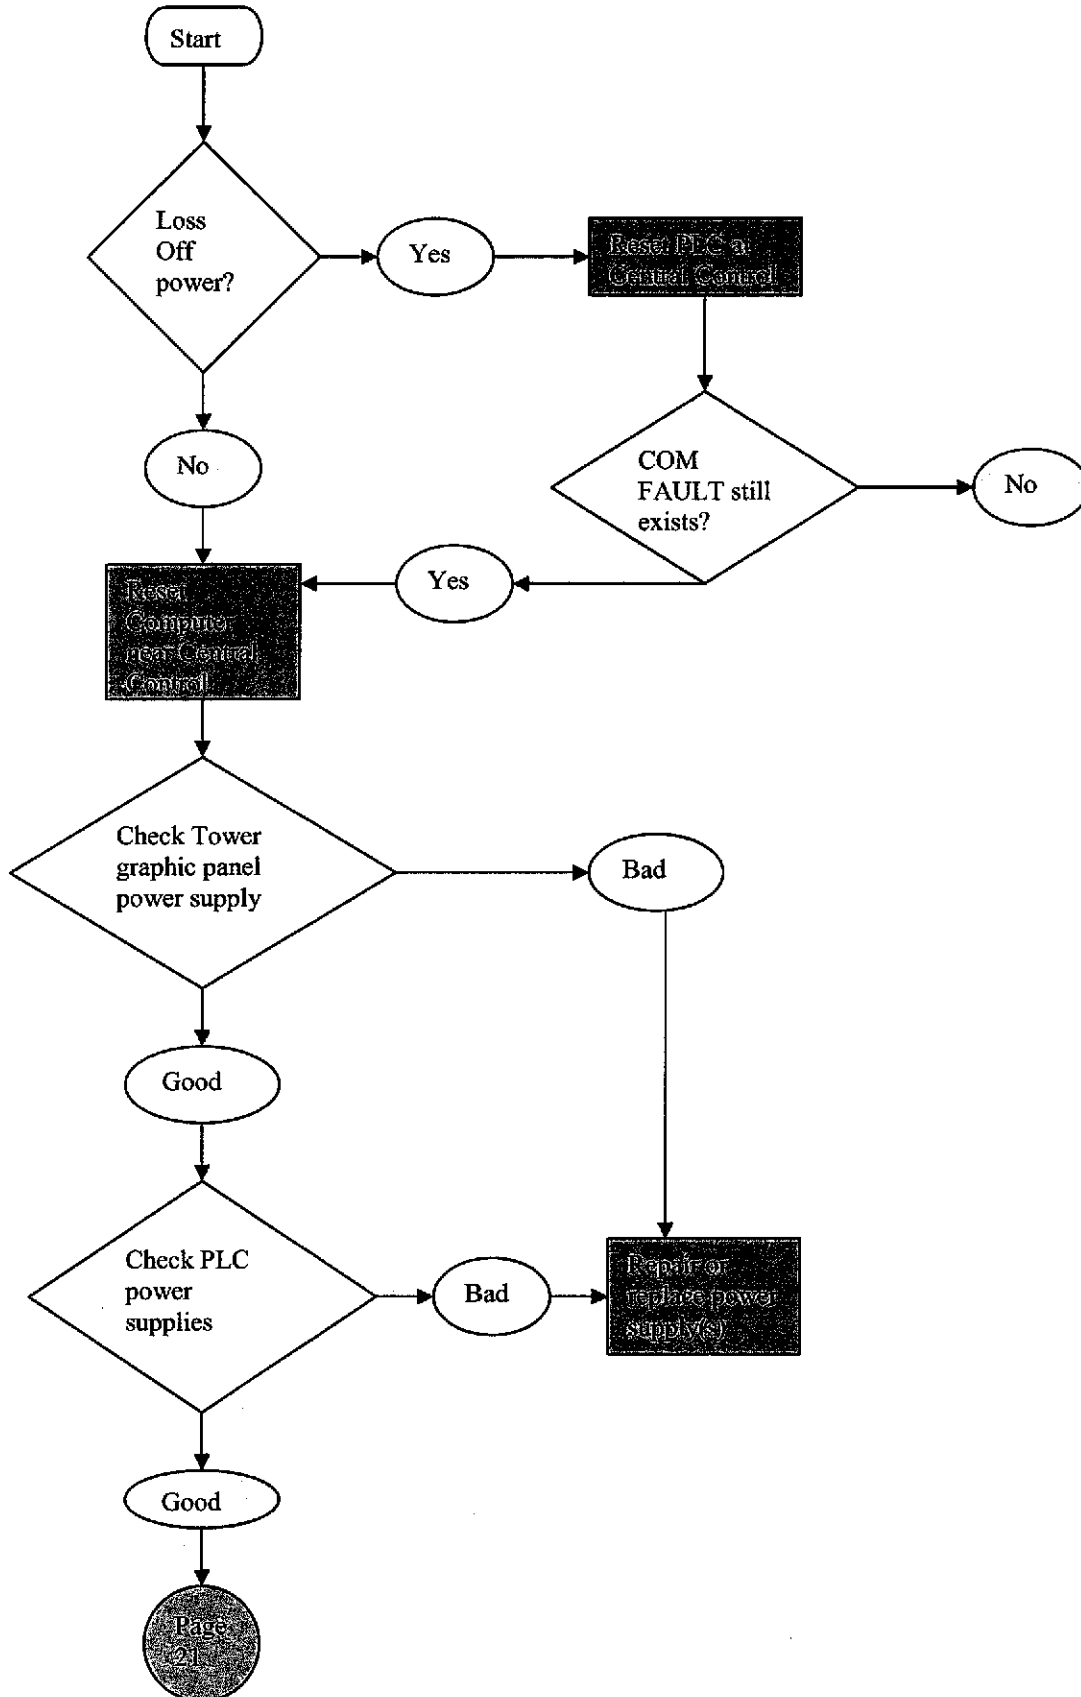 Start
Loss
Off
power?
Yes
Reset PLC at
Central Control
No
COM
FAULT still
exists?
No
Yes
Reset
Computer
near Central
Control
Check Tower
graphic panel
power supply
Bad
Good
Check PLC
power
supplies
Bad
Repair or
replace power
supply(s)
Good
Page
21